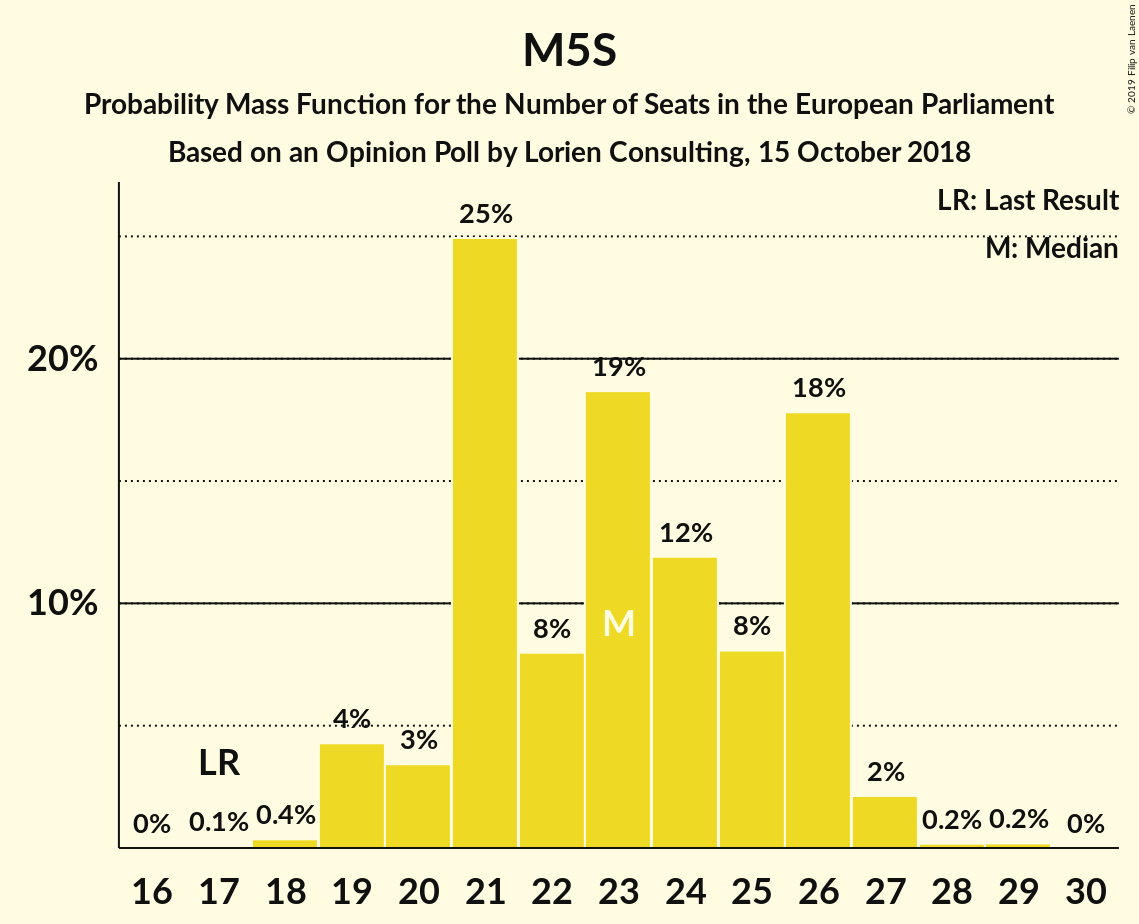 M5S
Probability Mass Function for the Number of Seats in the European Parliament
Based on an Opinion Poll by Lorien Consulting, 15 October 2018
© 2019 Filip van Laenen
LR: Last Result
M: Median
25%
20%
19%
18%
12%
10%
8%
M
8%
4%
3%
LR
2%
0%
0.1%
0.4%
0.2%
0.2%
0%
16 17 18 19 20 21 22 23 24 25 26 27 28 29 30